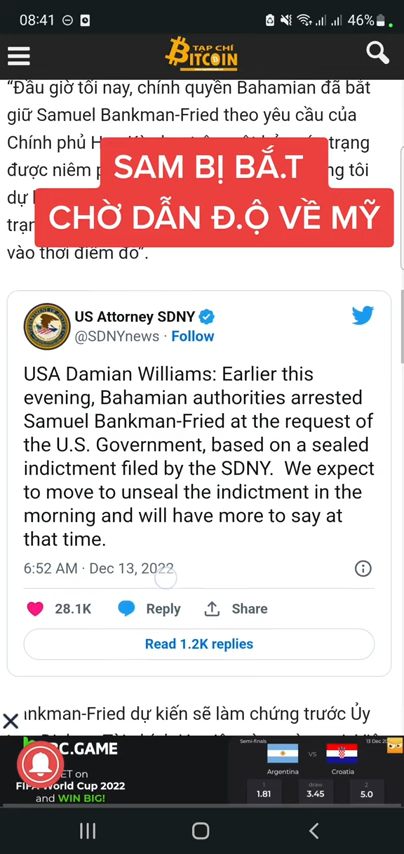 08:41
46%
TẠP CHÍ
BITCOIN
“Đầu giờ tối nay, chính quyền Bahamian đã bắt
giữ Samuel Bankman-Fried theo yêu cầu của
Chính phủ H
trạng
được niêm
ng tôi
dự
SAM BỊ BẮ.T
CHỜ DẪN Đ.Ộ VỀ MỸ
vào thời điểm đó”.
US Attorney SDNY
@SDNYnews · Follow
USA Damian Williams: Earlier this
evening, Bahamian authorities arrested
Samuel Bankman-Fried at the request of
the U.S. Government, based on a sealed
indictment filed by the SDNY. We expect
to move to unseal the indictment in the
morning and will have more to say at
that time.
6:52 AM · Dec 13, 2022
28.1K Reply Share
Read 1.2K replies
ankman-Fried dự kiến sẽ làm chứng trước Ủy
BC.GAME
BET on
FIFA World Cup 2022
and WIN BIG!
Semi-finals
13 Dec
Argentina VS Croatia
draw
1.81 3.45 5.0